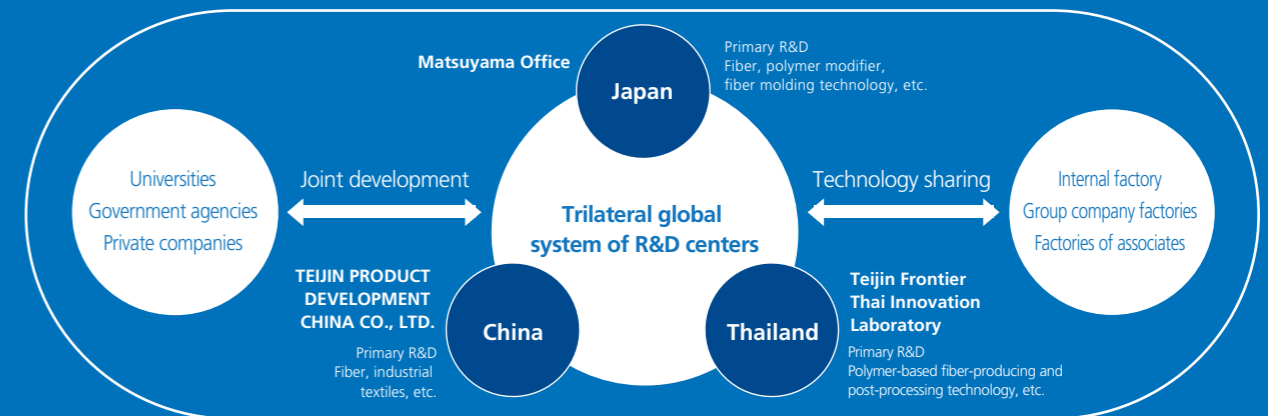 Matsuyama Office
Japan
Primary R&D
Fiber, polymer modifier,
fiber molding technology, etc.
Universities
Government agencies
Private companies
Joint development
Trilateral global
system of R&D centers
Technology sharing
Internal factory
Group company factories
Factories of associates
TEIJIN PRODUCT
DEVELOPMENT
CHINA CO., LTD.
Primary R&D
Fiber, industrial
textiles, etc.
China
Thailand
Teijin Frontier
Thai Innovation
Laboratory
Primary R&D
Polymer-based fiber-producing and
post-processing technology, etc.